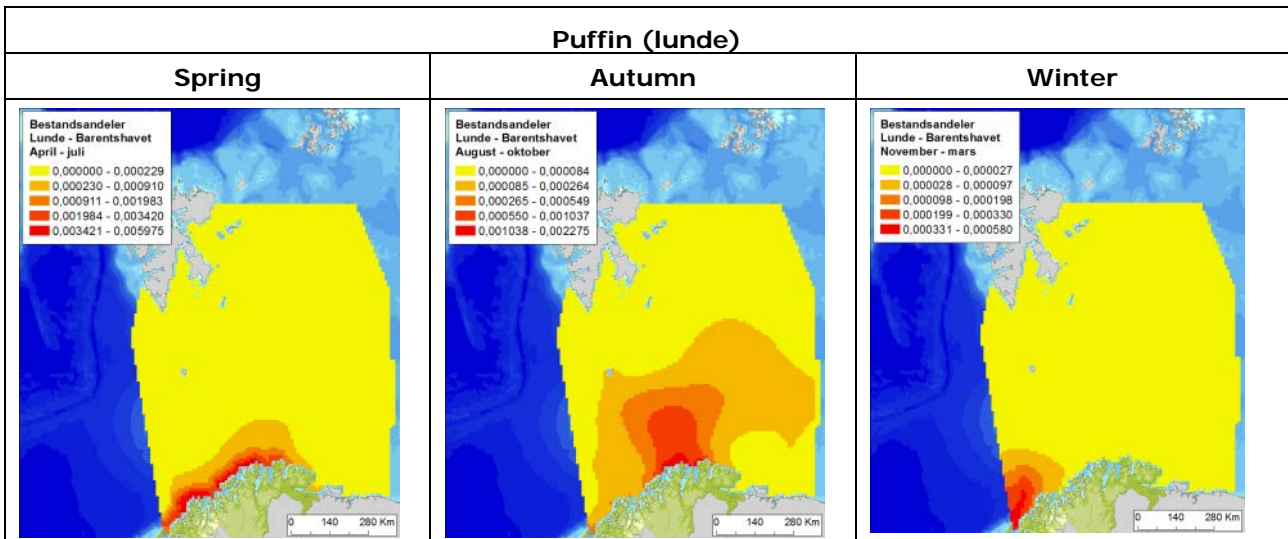 Puffin (lunde)
Spring
Autumn
Winter
Bestandsandeler
Lunde - Barentshavet
April - juli
0,000000 - 0,000229
0,000230 - 0,000910
0,000911 - 0,001983
0,001984 - 0,003420
0,003421 - 0,005975
0 140 280 Km
Bestandsandeler
Lunde - Barentshavet
August - oktober
0,000000 - 0,000084
0,000085 - 0,000264
0,000265 - 0,000549
0,000550 - 0,001037
0,001038 - 0,002275
0 140 280 Km
Bestandsandeler
Lunde - Barentshavet
November - mars
0,000000 - 0,000027
0,000028 - 0,000097
0,000098 - 0,000198
0,000199 - 0,000330
0,000331 - 0,000580
0 140 280 Km